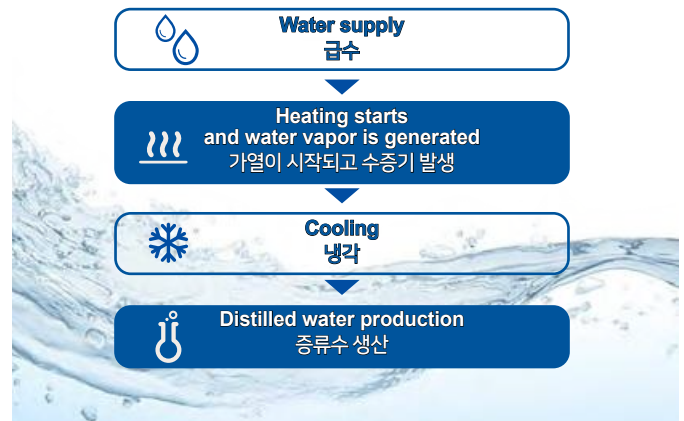 Water supply
급수
Heating starts
and water vapor is generated
가열이 시작되고 수증기 발생
Cooling
냉각
Distilled water production
증류수 생산